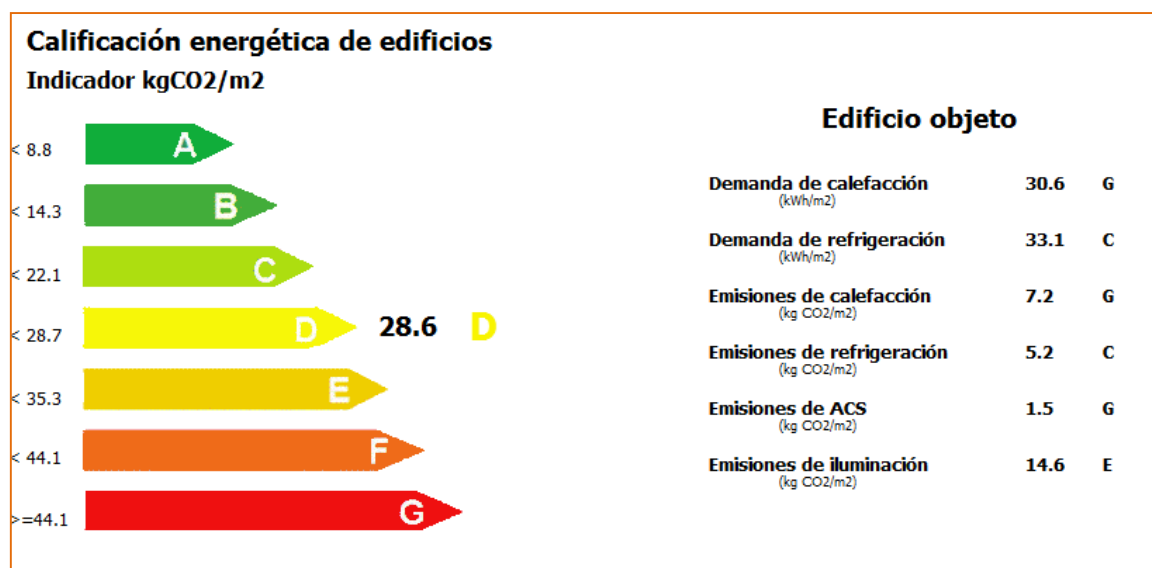 Calificación energética de edificios
Indicador kgCO2/m2
A
< 8.8
B
< 14.3
C
< 22.1
D
< 28.7
28.6 D
E
< 35.3
F
< 44.1
G
>=44.1
Edificio objeto
Demanda de calefacción 30.6 G
(kWh/m2)
Demanda de refrigeración 33.1 C
(kWh/m2)
Emisiones de calefacción 7.2 G
(kg CO2/m2)
Emisiones de refrigeración 5.2 C
(kg CO2/m2)
Emisiones de ACS 1.5 G
(kg CO2/m2)
Emisiones de iluminación 14.6 E
(kg CO2/m2)